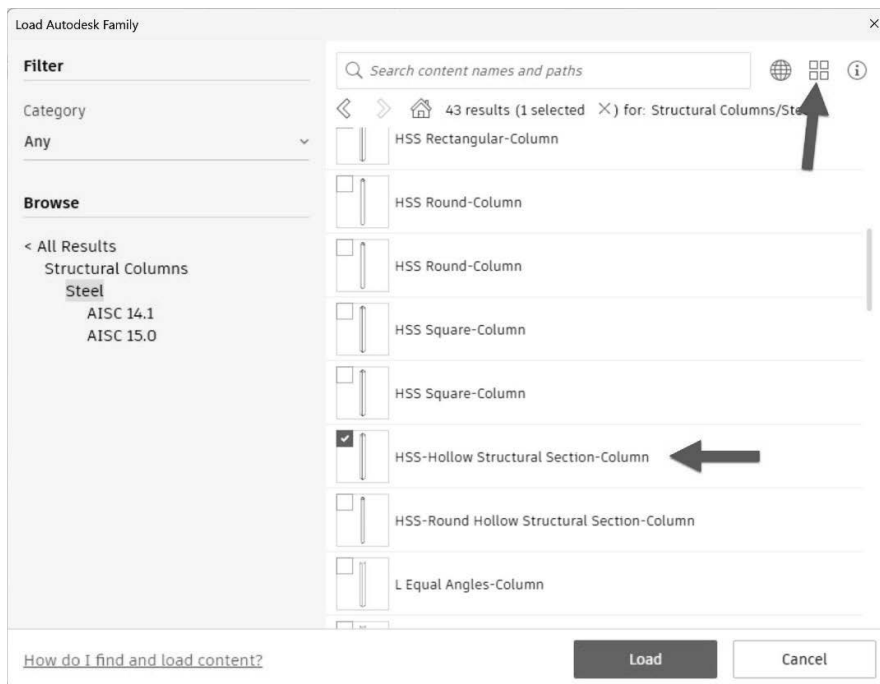 Load Autodesk Family
Filter
Category
Any
Browse
< All Results
Structural Columns
Steel
AISC 14.1
AISC 15.0
Search content names and paths
43 results (1 selected ×) for: Structural Columns/Ste
HSS Rectangular-Column
HSS Round-Column
HSS Round-Column
HSS Square-Column
HSS Square-Column
HSS-Hollow Structural Section-Column
HSS-Round Hollow Structural Section-Column
L Equal Angles-Column
How do I find and load content?
Load
Cancel